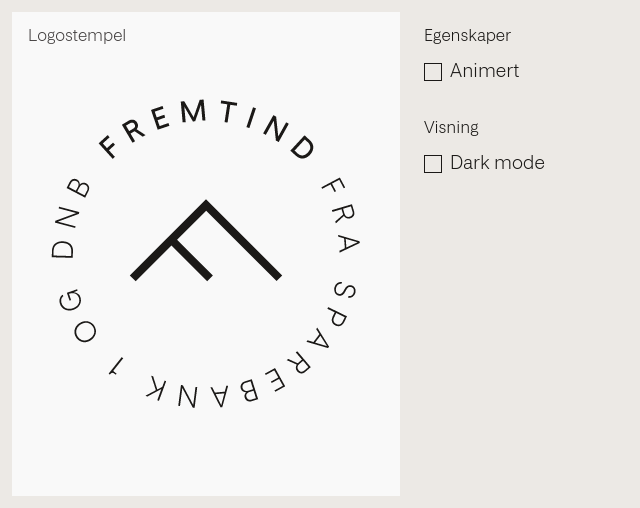 Logostempel
FREMTIND FRA SPAREBANK 1 OG DNB
Egenskaper
Animert
Visning
Dark mode